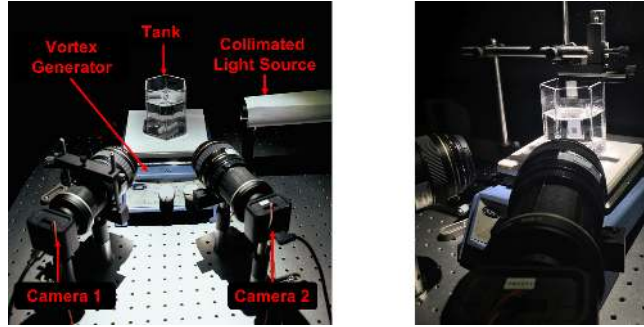 Tank
Vortex
Generator
Collimated
Light Source
Camera 1
Camera 2